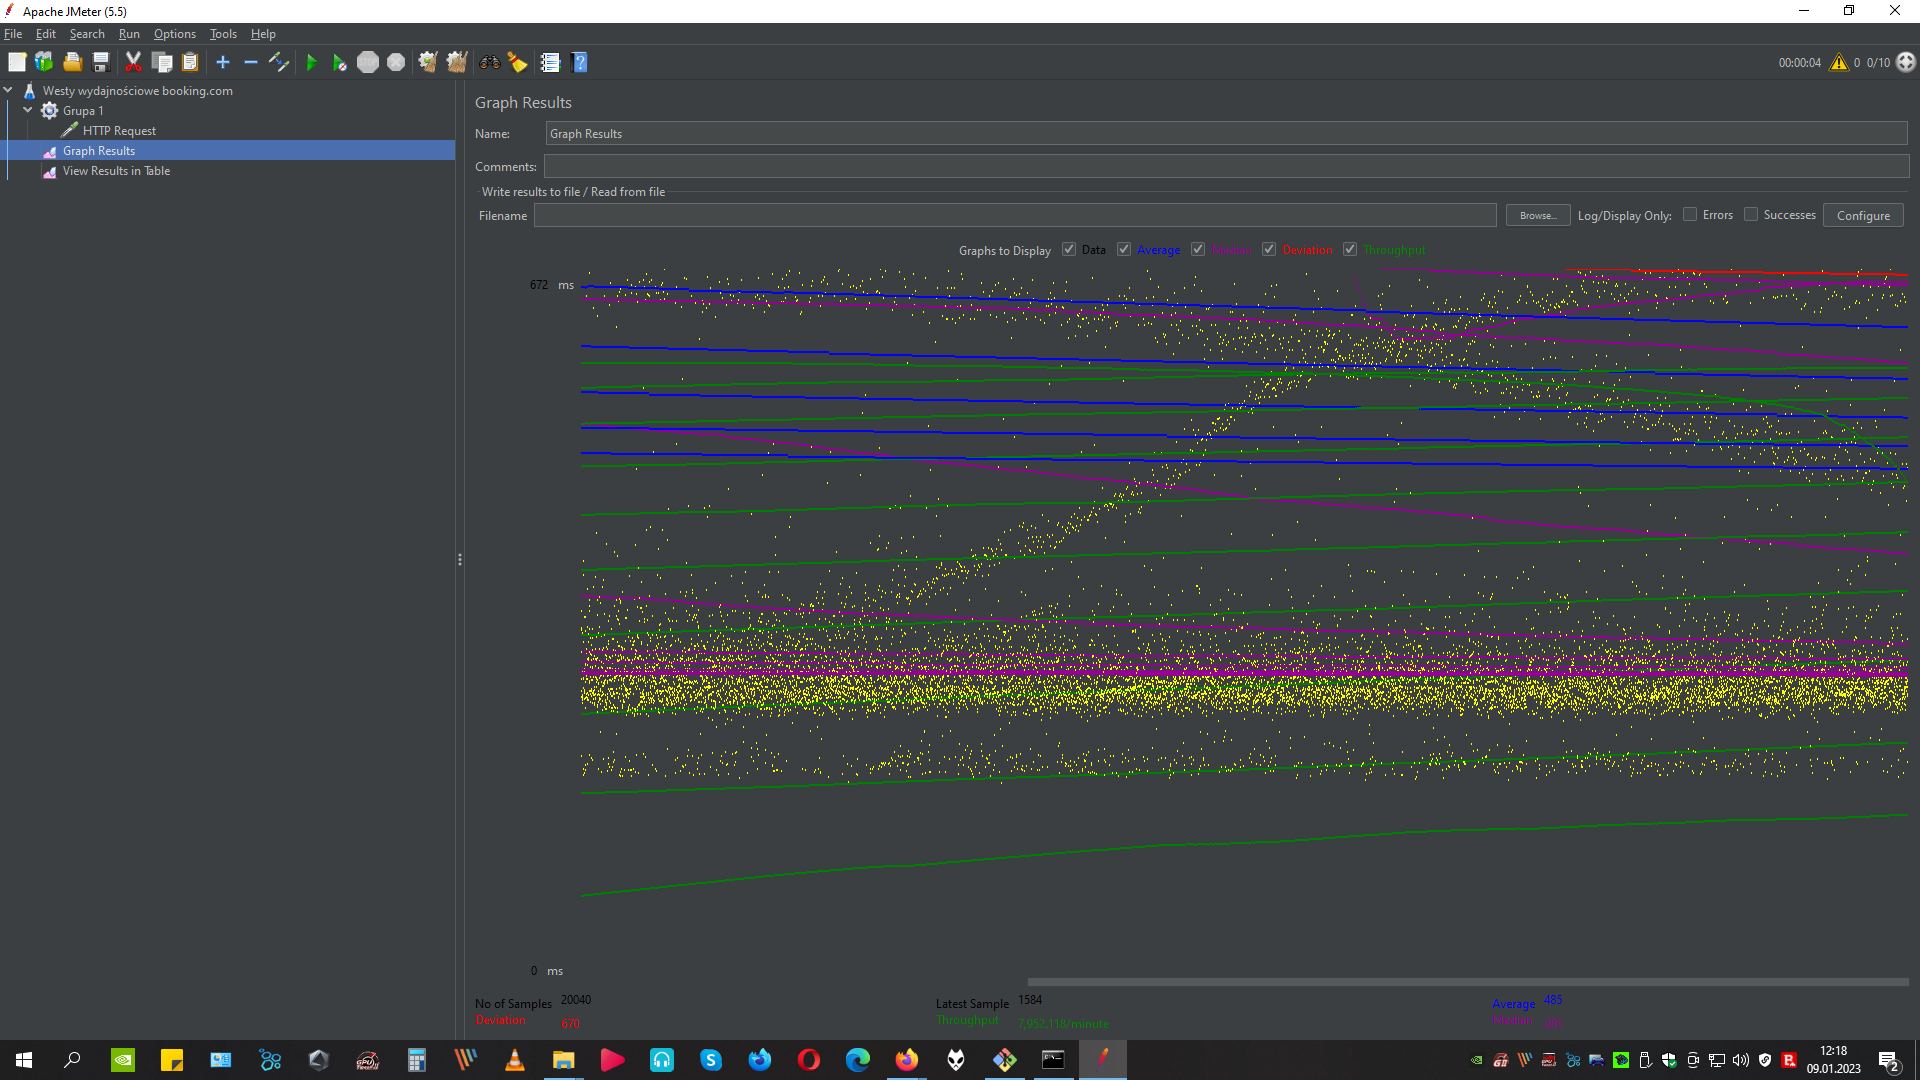 Apache JMeter (5.5)
File Edit Search Run Options Tools Help
00:00:04 0 0/10
Westy wydajnościowe booking.com
Grupa 1
HTTP Request
Graph Results
View Results in Table
Graph Results
Name: Graph Results
Comments:
Write results to file / Read from file
Filename Browse... Log/Display Only: Errors Successes Configure
Graphs to Display Data Average Median Deviation Throughput
672 ms
0 ms
No of Samples 20040 Latest Sample 1584 Average 485
Deviation 670 Throughput 7,952.118/minute Median
12:18
09.01.2023
2